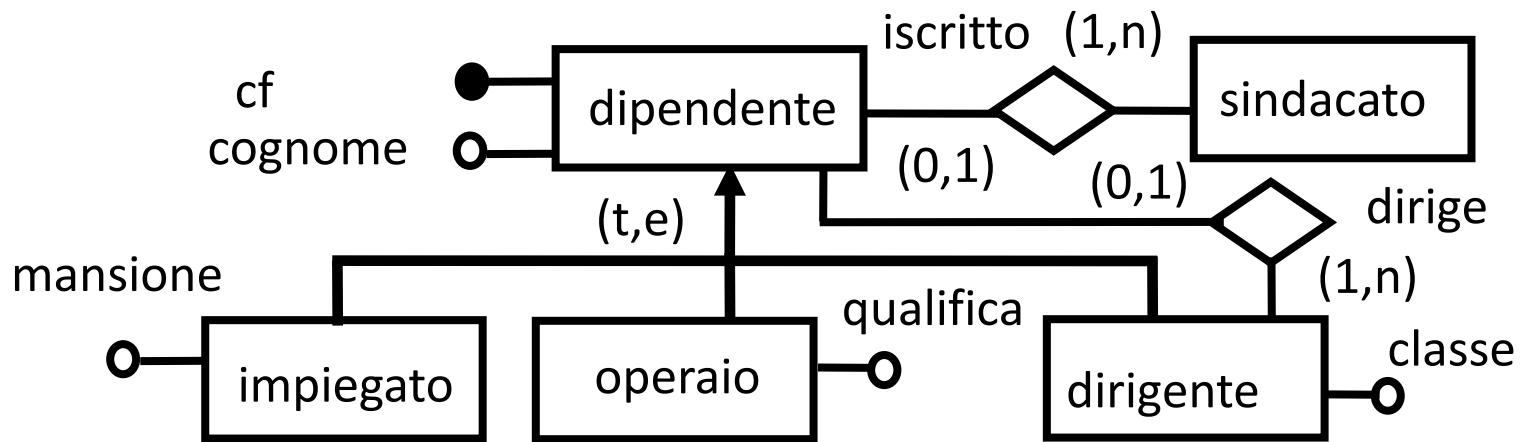 iscritto (1,n)
cf
dipendente
sindacato
cognome
(0,1)
(0,1)
dirige
(t,e)
mansione
(1,n)
qualifica
classe
impiegato
operaio
dirigente